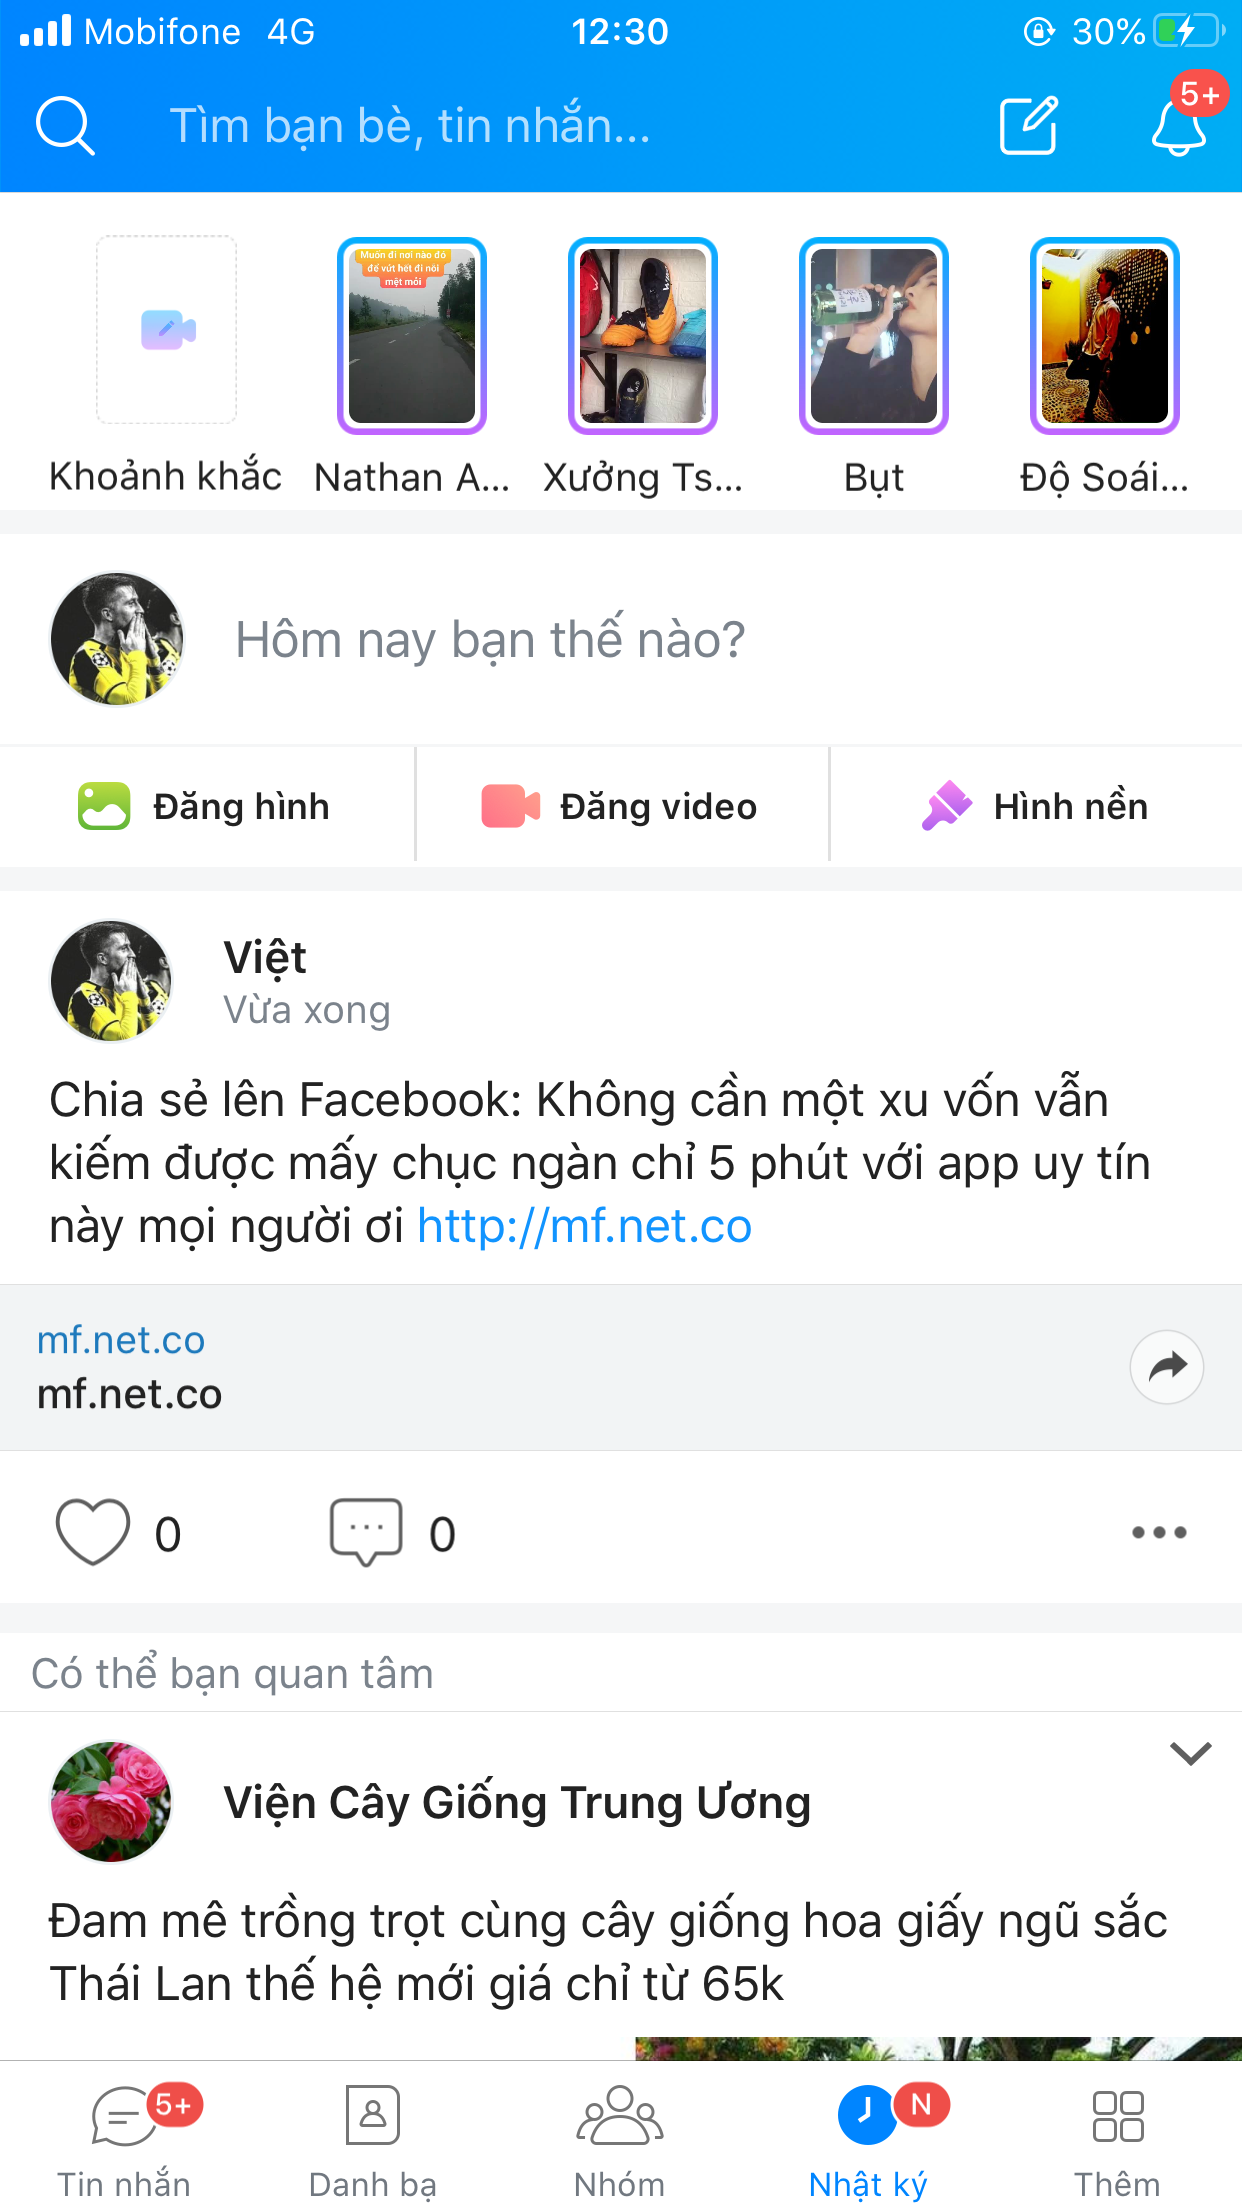 Mobifone 4G 12:30 30%
Tìm bạn bè, tin nhắn... 5+
Muốn đi nơi nào đó
để vứt hết đi nỗi
mệt mỏi
Khoảnh khắc Nathan A... Xưởng Ts... Bụt Độ Soái...
Hôm nay bạn thế nào?
Đăng hình Đăng video Hình nền
Việt
Vừa xong
Chia sẻ lên Facebook: Không cần một xu vốn vẫn
kiếm được mấy chục ngàn chỉ 5 phút với app uy tín
này mọi người ơi http://mf.net.co
mf.net.co
mf.net.co
0 0
Có thể bạn quan tâm
Viện Cây Giống Trung Ương
Đam mê trồng trọt cùng cây giống hoa giấy ngũ sắc
Thái Lan thế hệ mới giá chỉ từ 65k
5+ N
Tin nhắn Danh bạ Nhóm Nhật ký Thêm